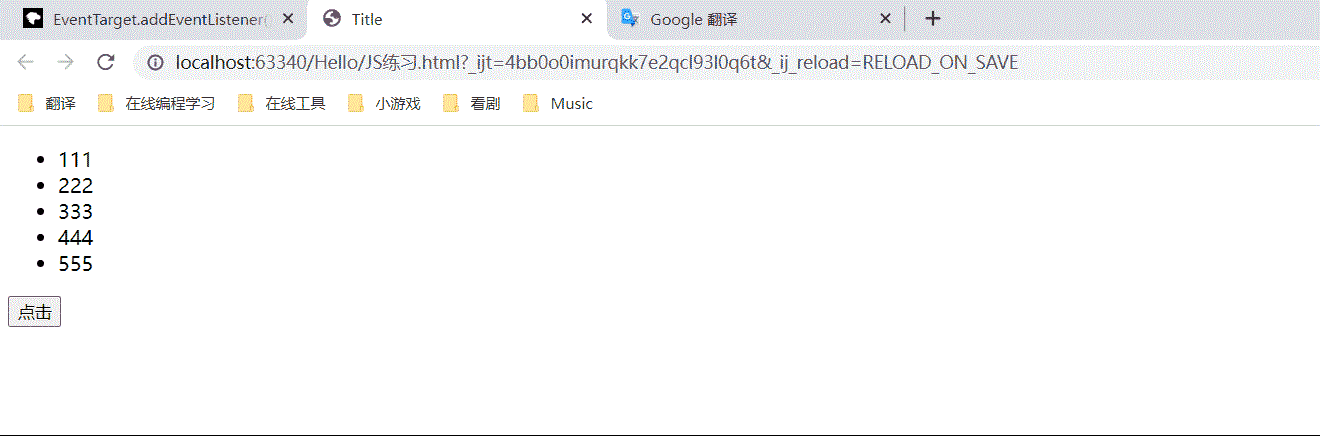 EventTarget.addEventListener( Title Google 翻译
localhost:63340/Hello/JS练习.html?_ijt=4bb0o0imurqkk7e2qcl93l0q6t&_ij_reload=RELOAD_ON_SAVE
翻译 在线编程学习 在线工具 小游戏 看剧 Music
111
222
333
444
555
点击